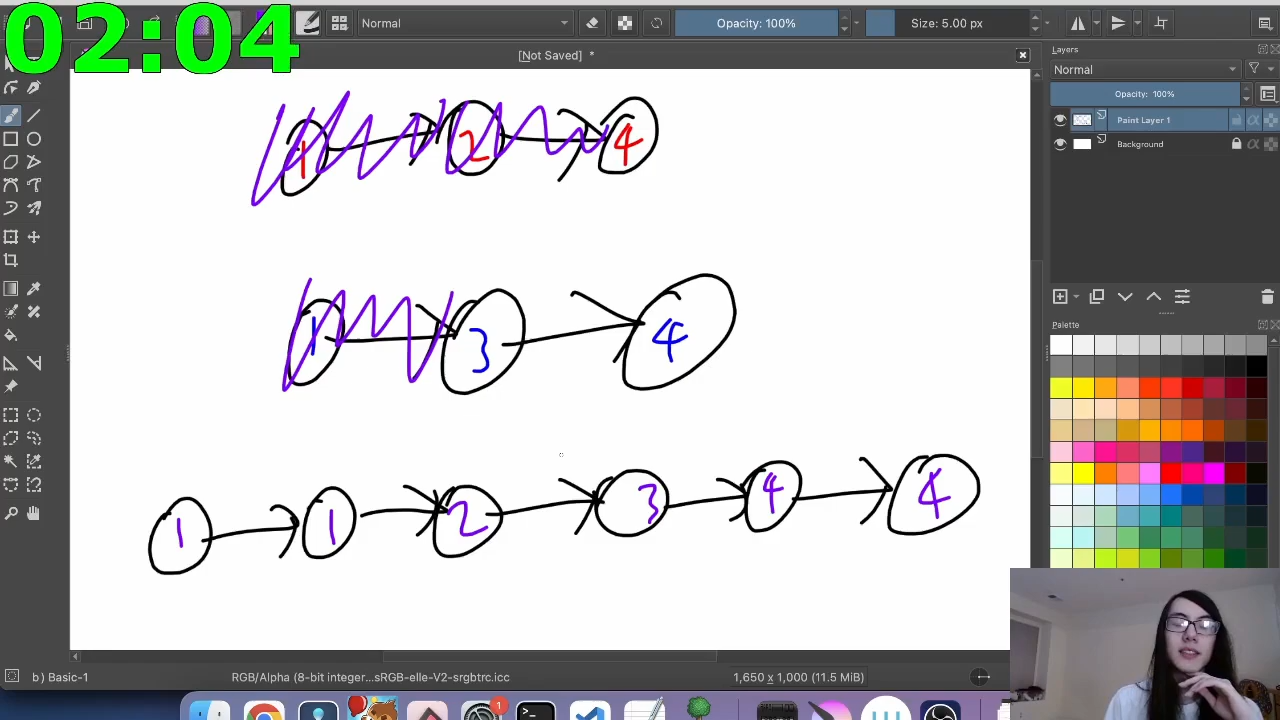 02:04
Normal
Opacity: 100%
Size: 5.00 px
[Not Saved] *
Layers
Normal
Opacity: 100%
Paint Layer 1
Background
Palette
1 2 4
1 3 4
1 1 2 3 4 4
b) Basic-1
RGB/Alpha (8-bit integer...sRGB-elle-V2-srgbtrc.icc
1,650 x 1,000 (11.5 MiB)
1